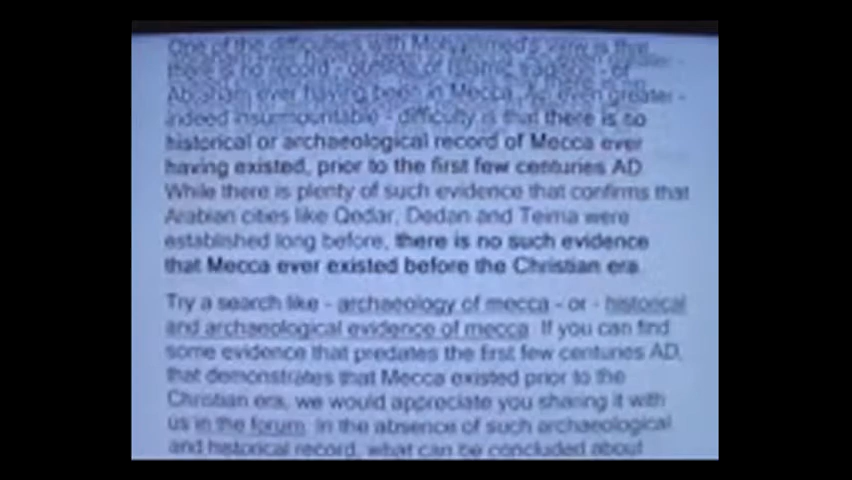 One of the difficulties with Mohammed's view is that
there is no record - outside of Islamic tradition - of
Abraham ever having been in Mecca. An even greater -
indeed insurmountable - difficulty is that there is no
historical or archaeological record of Mecca ever
having existed, prior to the first few centuries AD.
While there is plenty of such evidence that confirms that
Arabian cities like Qedar, Dedan and Teima were
established long before, there is no such evidence
that Mecca ever existed before the Christian era.
Try a search like - archaeology of mecca - or - historical
and archaeological evidence of mecca. If you can find
some evidence that predates the first few centuries AD,
that demonstrates that Mecca existed prior to the
Christian era, we would appreciate you sharing it with
us in the forum. In the absence of such archaeological
and historical record, what can be concluded about